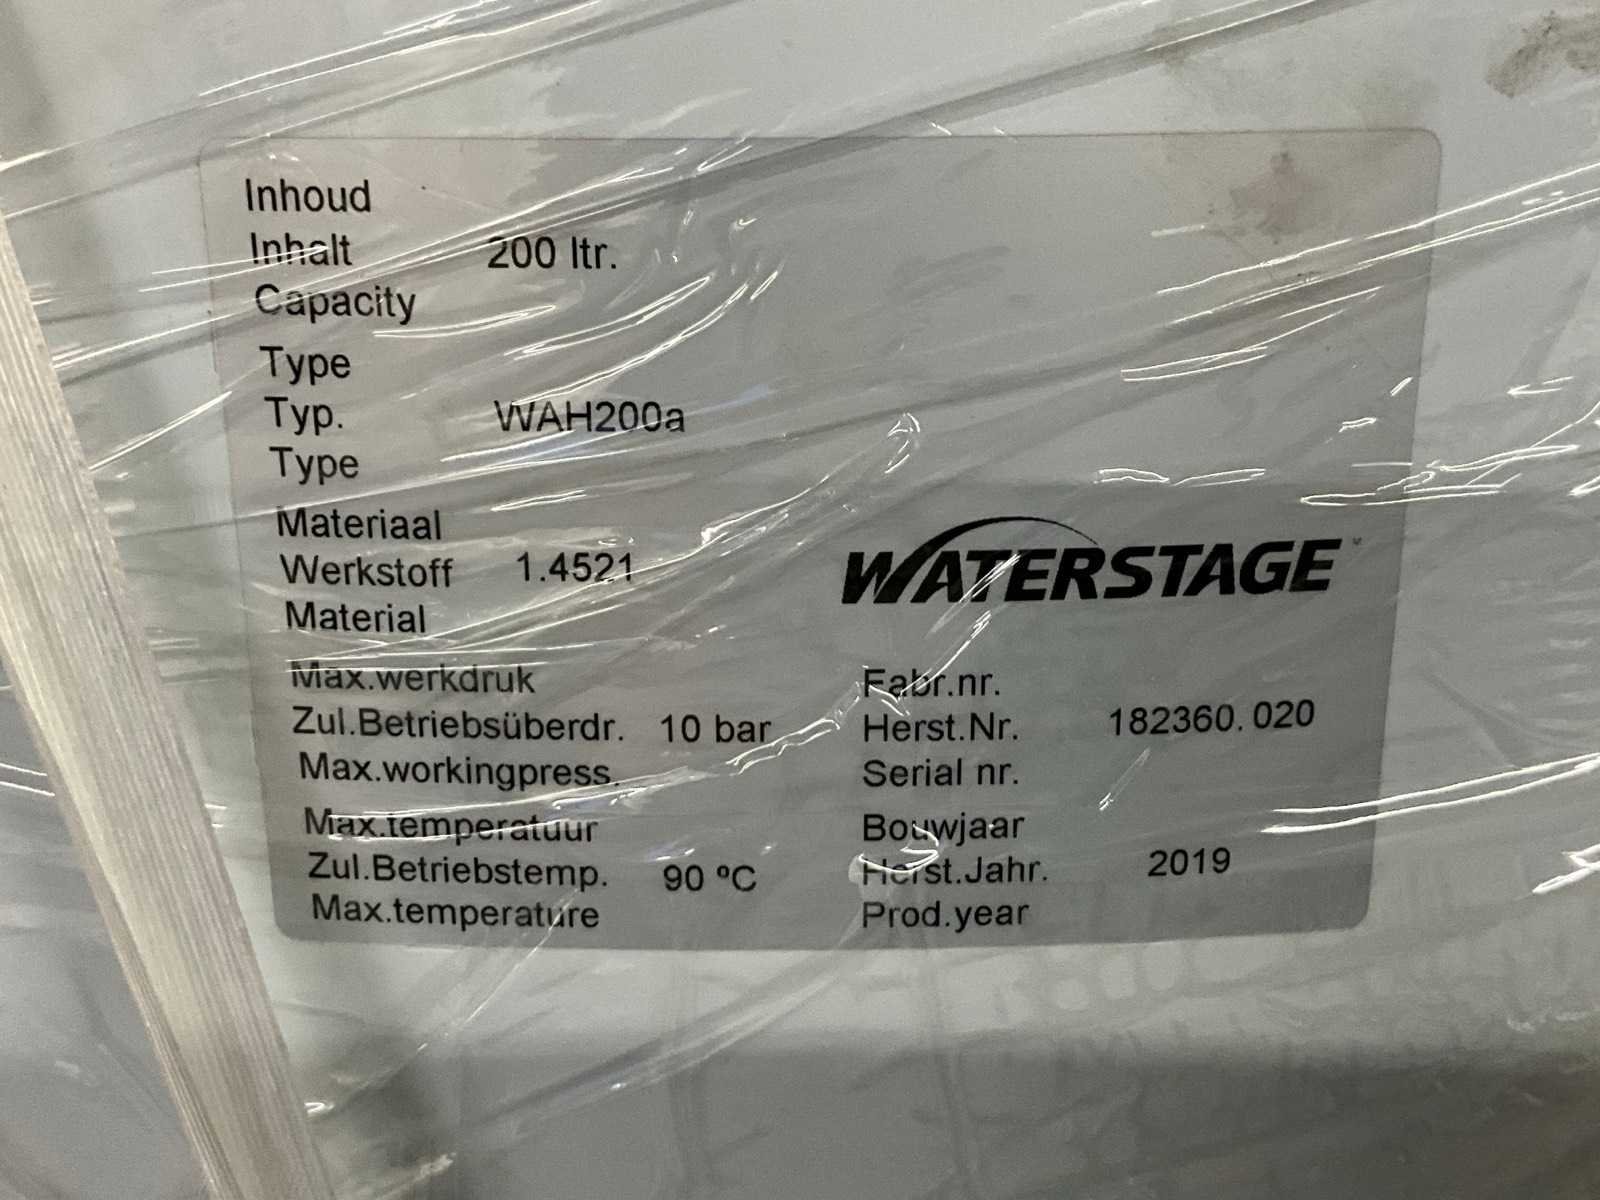 Inhoud
Inhalt 200 ltr.
Capacity
Type
Typ. WAH200a
Type
Materiaal
Werkstoff 1.4521
Material
WATERSTAGE
Max.werkdruk
Zul.Betriebsüberdr. 10 bar
Max.workingpress.
Fabr.nr.
Herst.Nr. 182360.020
Serial nr.
Max.temperatuur
Zul.Betriebstemp. 90 ºC
Max.temperature
Bouwjaar
Herst.Jahr. 2019
Prod.year